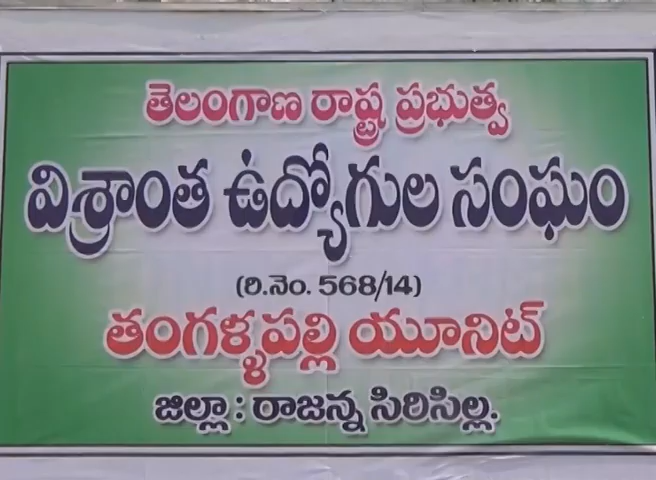 తెలంగాణ రాష్ట్ర ప్రభుత్వ
విశ్రాంత ఉద్యోగుల సంఘం
(రి.నెం. 568/14)
తంగళ్ళపల్లి యూనిట్
జిల్లా : రాజన్న సిరిసిల్ల.